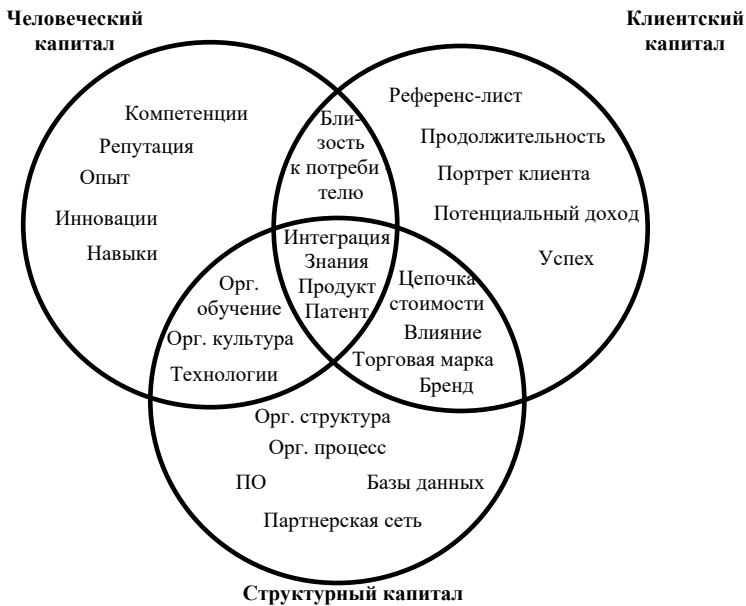 Человеческий
капитал
Клиентский
капитал
Компетенции
Репутация
Опыт
Инновации
Навыки
Бли-
зость
к потреби
телю
Референс-лист
Продолжительность
Портрет клиента
Потенциальный доход
Успех
Интеграция
Знания
Продукт
Патент
Орг.
обучение
Орг. культура
Технологии
Цепочка
стоимости
Влияние
Торговая марка
Бренд
Орг. структура
Орг. процесс
ПО
Базы данных
Партнерская сеть
Структурный капитал